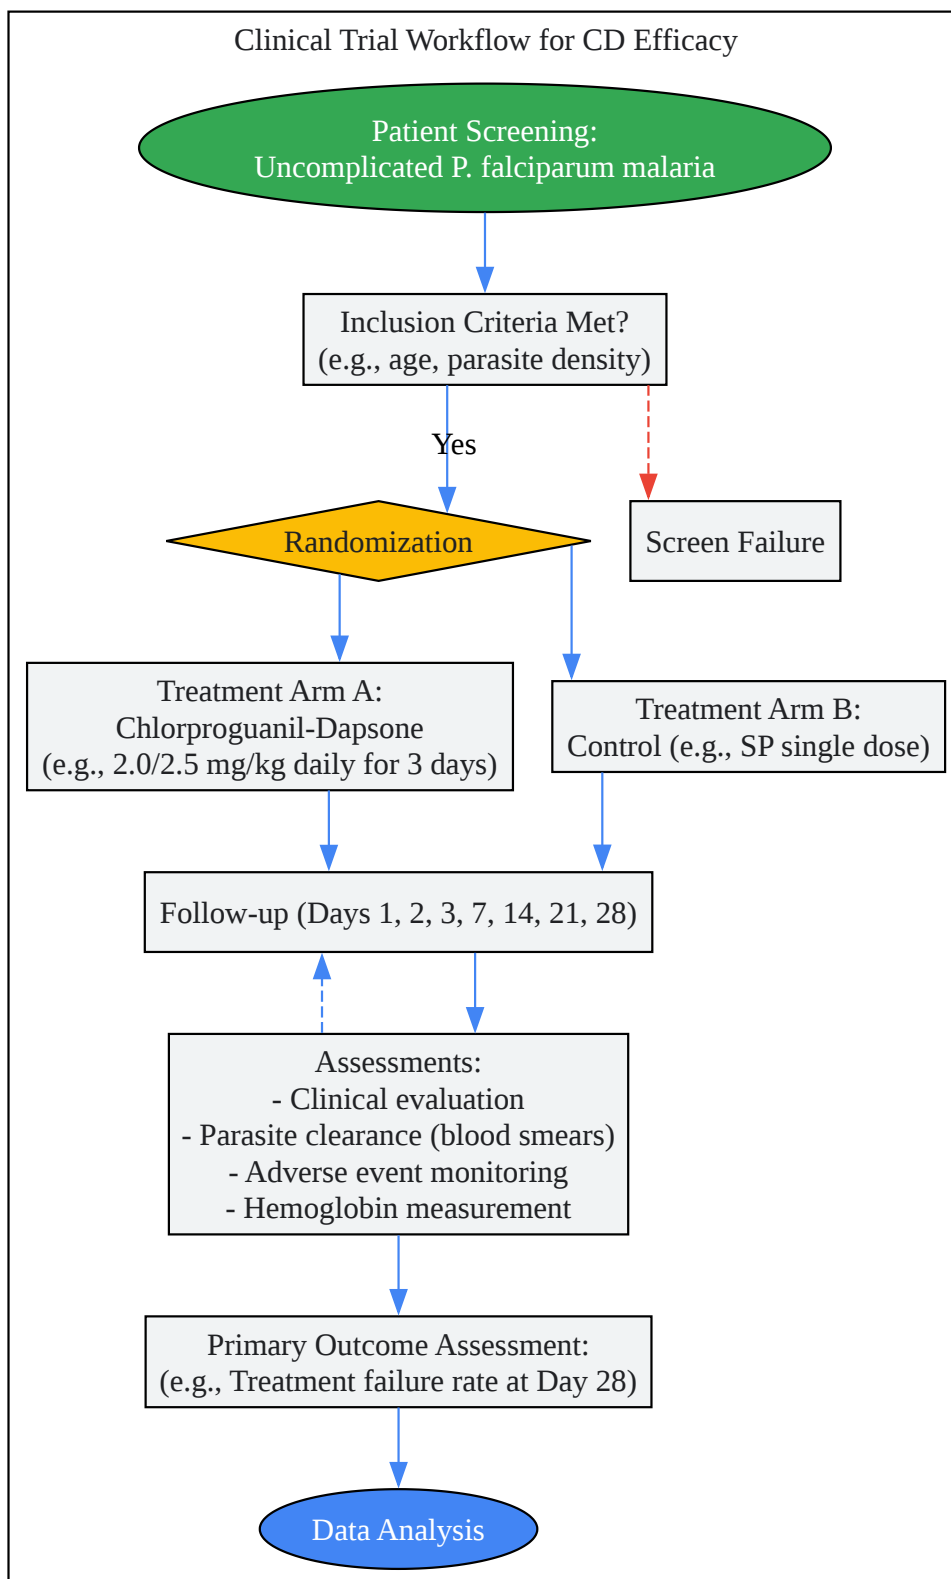 Clinical Trial Workflow for CD Efficacy
Patient Screening:
Uncomplicated P. falciparum malaria
Inclusion Criteria Met?
(e.g., age, parasite density)
Yes
Randomization
Screen Failure
Treatment Arm A:
Chlorproguanil-Dapsone
(e.g., 2.0/2.5 mg/kg daily for 3 days)
Treatment Arm B:
Control (e.g., SP single dose)
Follow-up (Days 1, 2, 3, 7, 14, 21, 28)
Assessments:
- Clinical evaluation
- Parasite clearance (blood smears)
- Adverse event monitoring
- Hemoglobin measurement
Primary Outcome Assessment:
(e.g., Treatment failure rate at Day 28)
Data Analysis